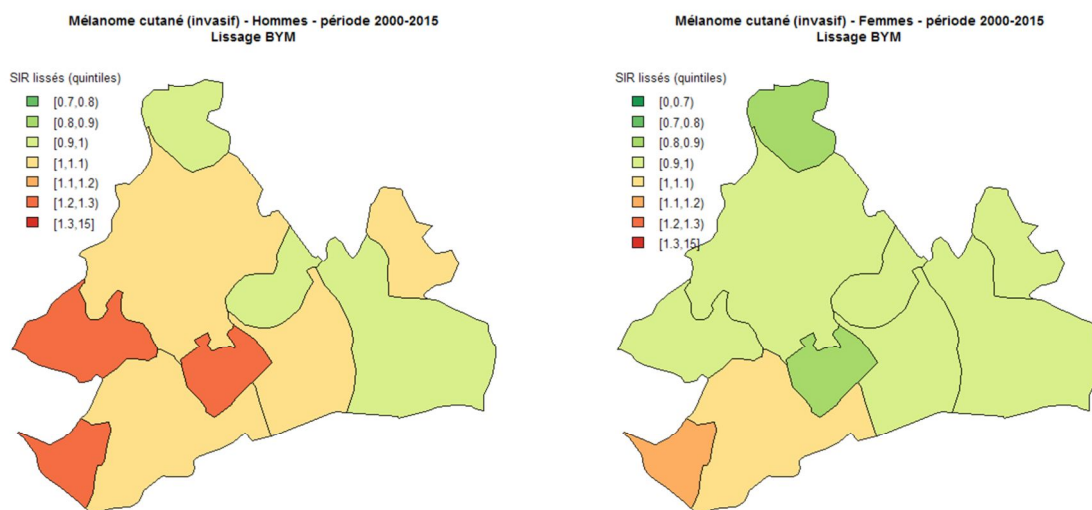 Mélanome cutané (invasif) - Hommes - période 2000-2015
Lissage BYM
SIR lissés (quintiles)
[0.7,0.8)
[0.8,0.9)
[0.9,1)
[1,1.1)
[1.1,1.2)
[1.2,1.3)
[1.3,15]
Mélanome cutané (invasif) - Femmes - période 2000-2015
Lissage BYM
SIR lissés (quintiles)
[0,0.7)
[0.7,0.8)
[0.8,0.9)
[0.9,1)
[1,1.1)
[1.1,1.2)
[1.2,1.3)
[1.3,15]